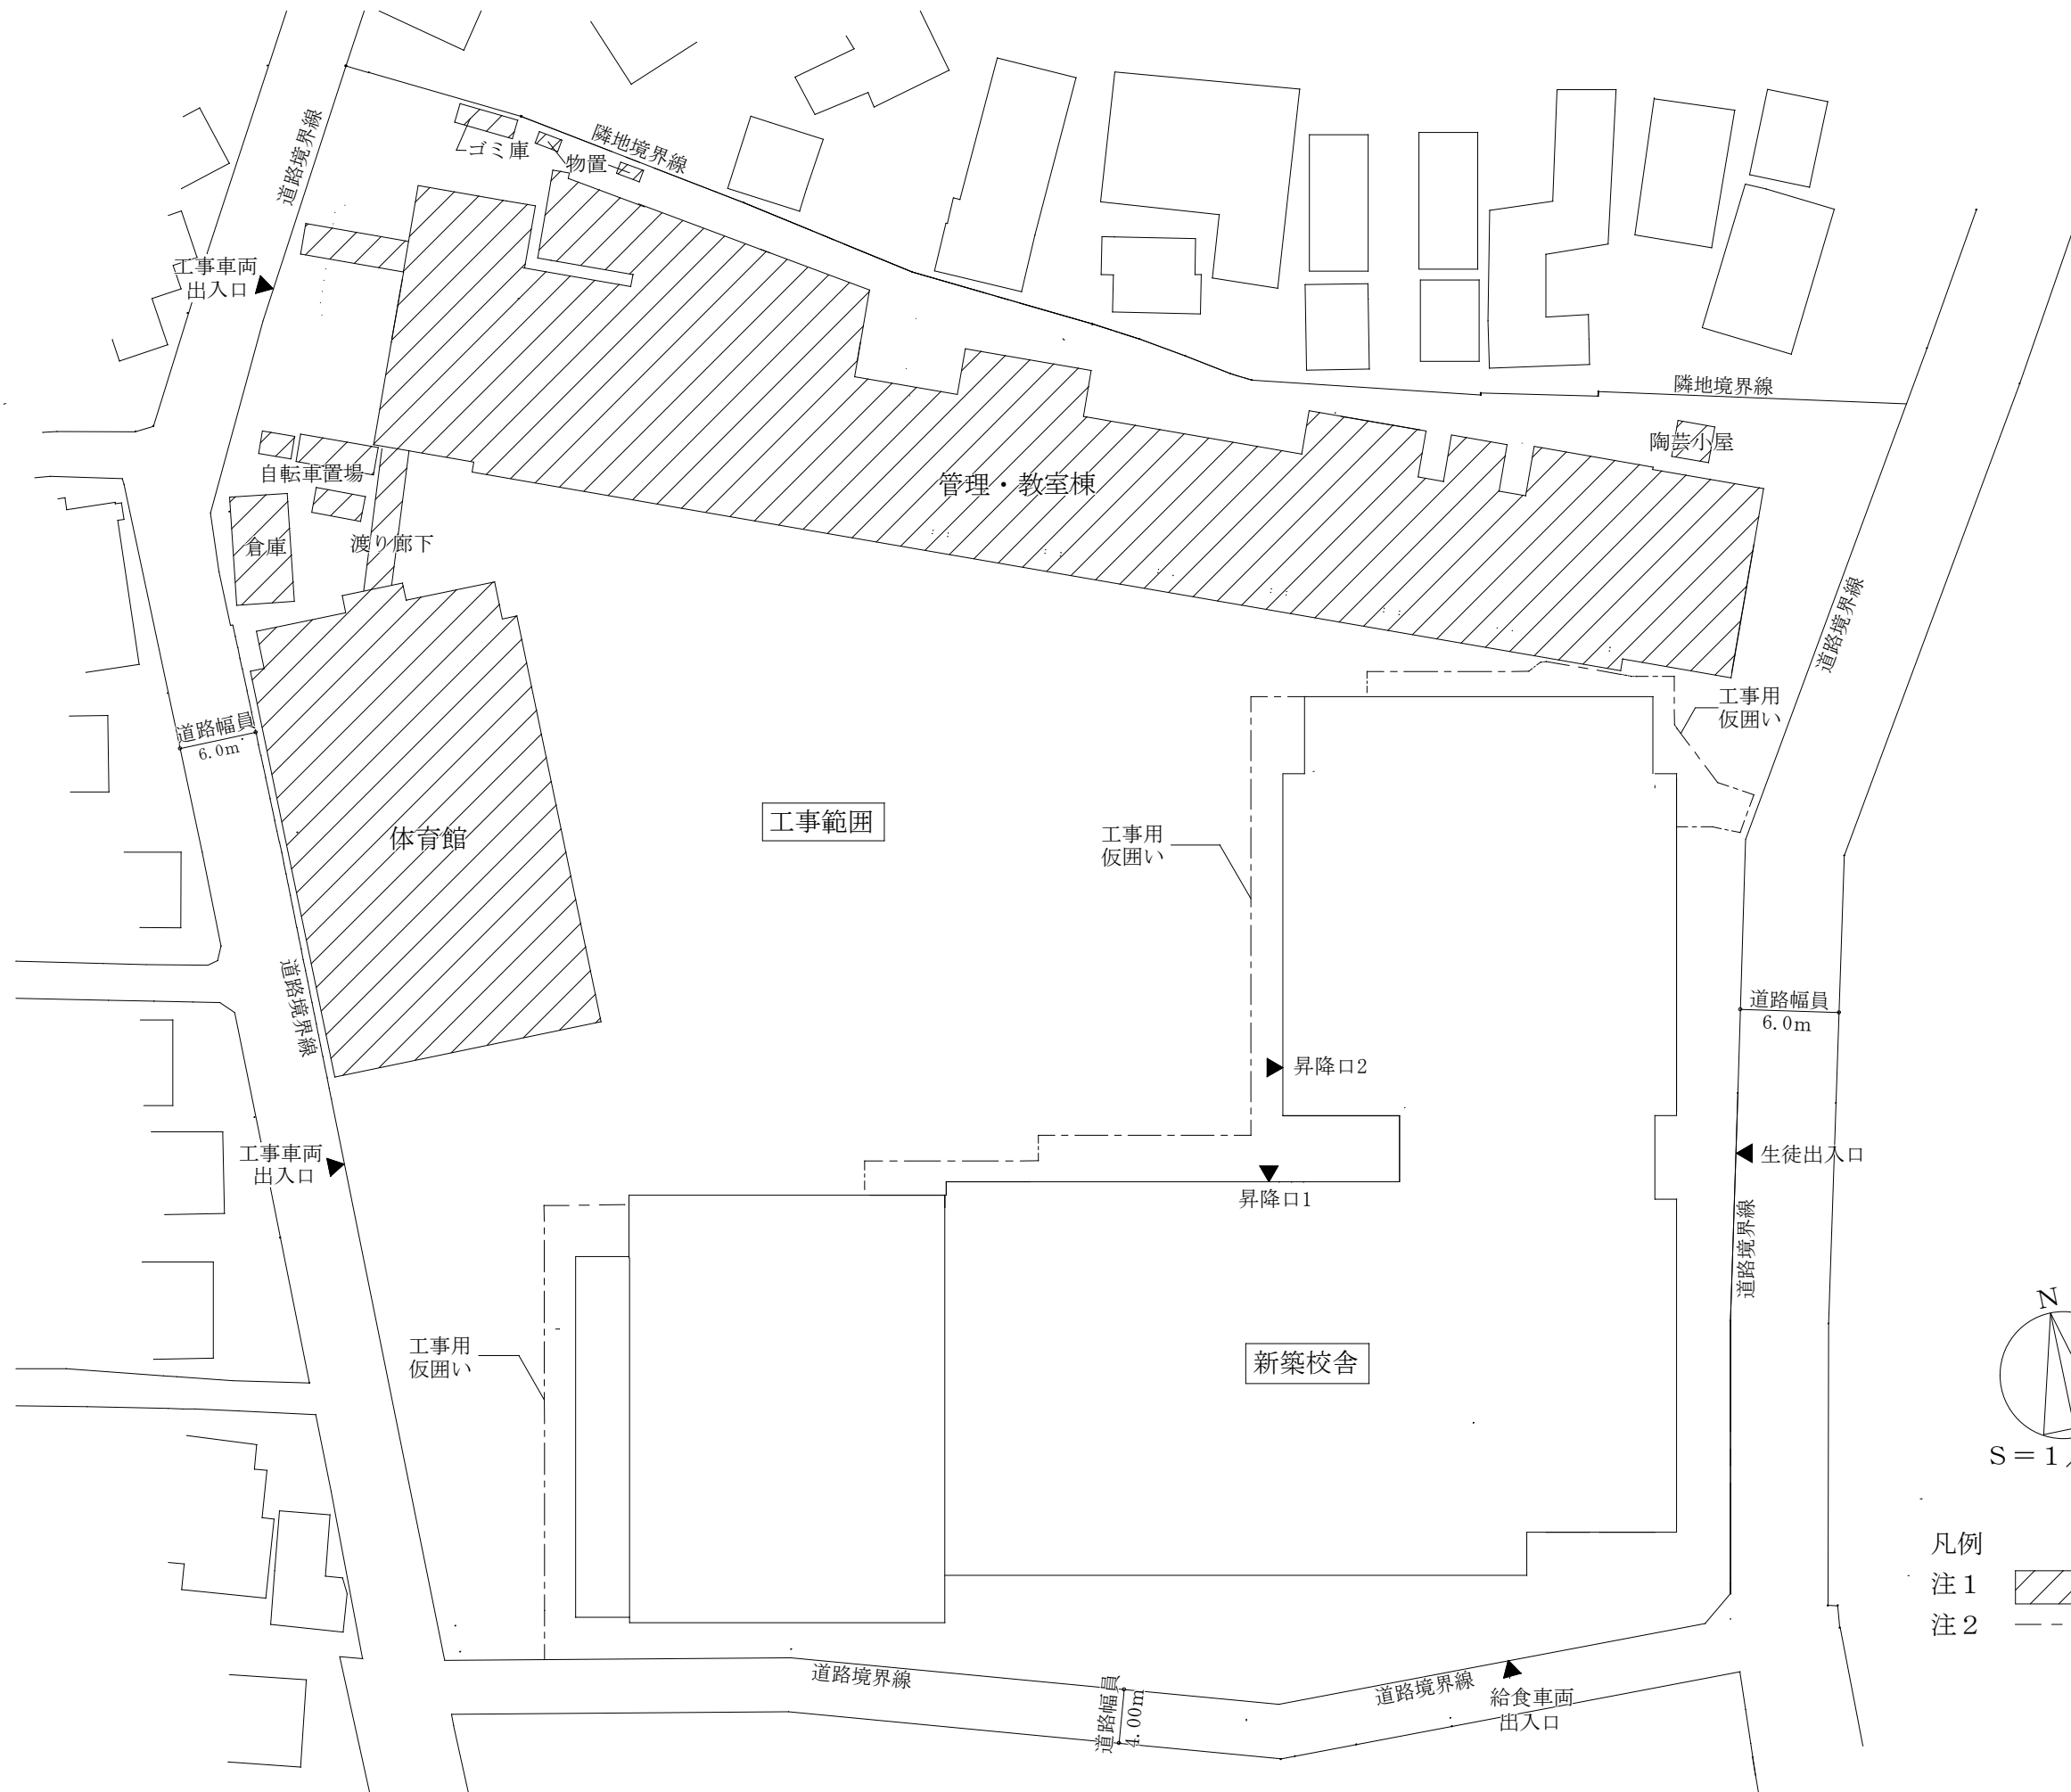 道路境界線
ゴミ庫
物置
隣地境界線
工事車両
出入口
隣地境界線
陶芸小屋
自転車置場
管理・教室棟
倉庫
渡り廊下
道路境界線
工事用
仮囲い
道路幅員
6.0m
体育館
工事範囲
工事用
仮囲い
道路境界線
道路幅員
6.0m
昇降口2
工事車両
出入口
生徒出入口
昇降口1
道路境界線
工事用
仮囲い
新築校舎
N
S＝1／
凡例
注１
注２
道路境界線
道路幅員
4.00m
道路境界線
給食車両
出入口